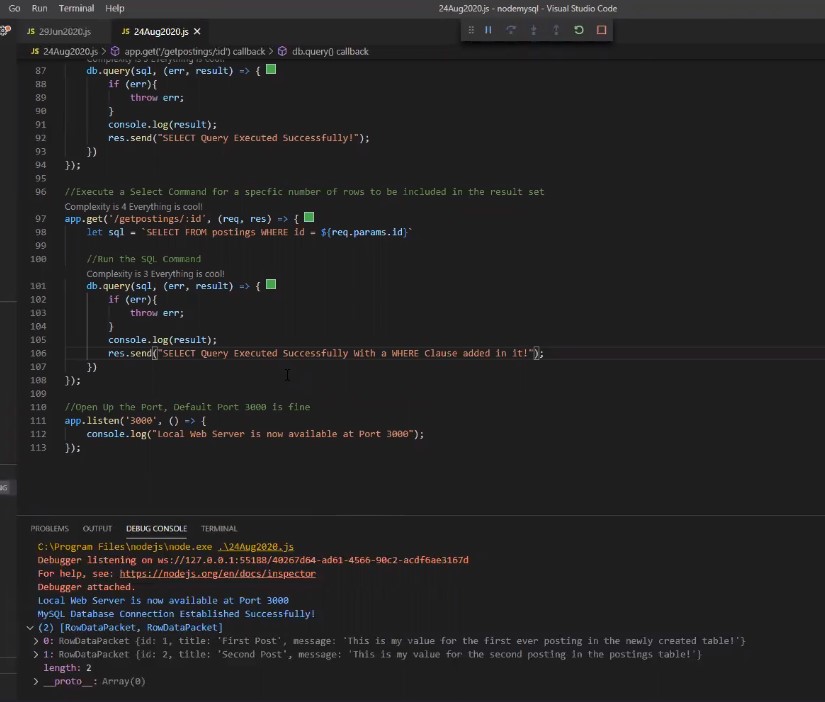 Go Run Terminal Help 24Aug2020.js - nodemysql - Visual Studio Code
JS 29Jun2020.js JS 24Aug2020.js
JS 24Aug2020.js > app.get('/getpostings/:id') callback > db.query() callback
Complexity is 3 Everything is cool!
87 db.query(sql, (err, result) => {
88 if (err){
89 throw err;
90 }
91 console.log(result);
92 res.send("SELECT Query Executed Successfully!");
93 })
94 });
95
96 //Execute a Select Command for a specfic number of rows to be included in the result set
Complexity is 4 Everything is cool!
97 app.get('/getpostings/:id', (req, res) => {
98 let sql = `SELECT FROM postings WHERE id = ${req.params.id}`
99
100 //Run the SQL Command
Complexity is 3 Everything is cool!
101 db.query(sql, (err, result) => {
102 if (err){
103 throw err;
104 }
105 console.log(result);
106 res.send("SELECT Query Executed Successfully With a WHERE Clause added in it!");
107 })
108 });
109
110 //Open Up the Port, Default Port 3000 is fine
111 app.listen('3000', () => {
112 console.log("Local Web Server is now available at Port 3000");
113 });
PROBLEMS OUTPUT DEBUG CONSOLE TERMINAL
C:\Program Files\nodejs\node.exe .\24Aug2020.js
Debugger listening on ws://127.0.0.1:55188/40267d64-ad61-4566-90c2-acdf6ae3167d
For help, see: https://nodejs.org/en/docs/inspector
Debugger attached.
Local Web Server is now available at Port 3000
MySQL Database Connection Established Successfully!
(2) [RowDataPacket, RowDataPacket]
0: RowDataPacket {id: 1, title: 'First Post', message: 'This is my value for the first ever posting in the newly created table!'}
1: RowDataPacket {id: 2, title: 'Second Post', message: 'This is my value for the second posting in the postings table!'}
length: 2
__proto__: Array(0)